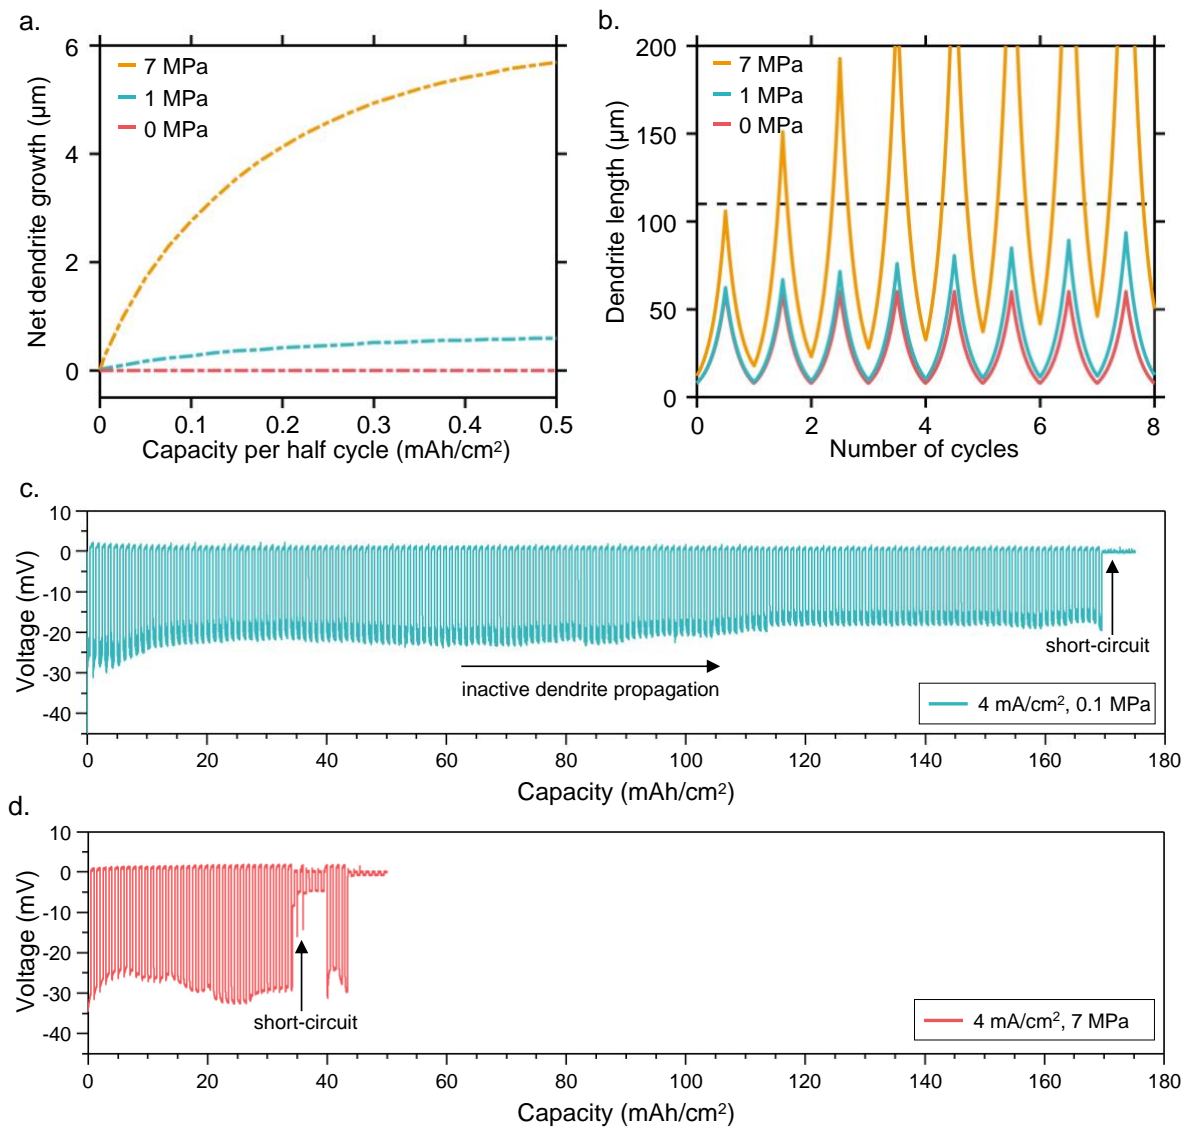 a.
Net dendrite growth (μm)
6
4
2
0
7 MPa
1 MPa
0 MPa
0 0.1 0.2 0.3 0.4 0.5
Capacity per half cycle (mAh/cm²)
b.
Dendrite length (μm)
200
150
100
50
0
7 MPa
1 MPa
0 MPa
0 2 4 6 8
Number of cycles
c.
Voltage (mV)
10
0
-10
-20
-30
-40
short-circuit
inactive dendrite propagation
4 mA/cm², 0.1 MPa
0 20 40 60 80 100 120 140 160 180
Capacity (mAh/cm²)
d.
Voltage (mV)
10
0
-10
-20
-30
-40
short-circuit
4 mA/cm², 7 MPa
0 20 40 60 80 100 120 140 160 180
Capacity (mAh/cm²)